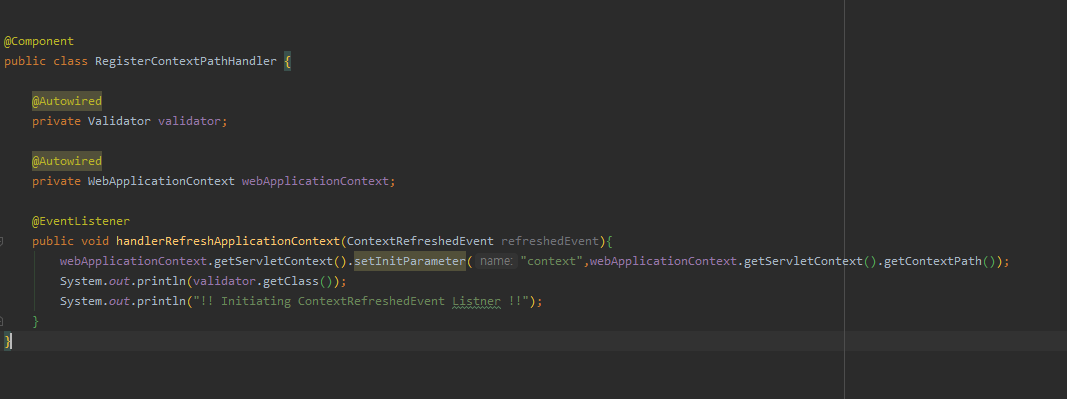 @Component
public class RegisterContextPathHandler {
@Autowired
private Validator validator;
@Autowired
private WebApplicationContext webApplicationContext;
@EventListener
public void handlerRefreshApplicationContext(ContextRefreshedEvent refreshedEvent){
webApplicationContext.getServletContext().setInitParameter( name: "context",webApplicationContext.getServletContext().getContextPath());
System.out.println(validator.getClass());
System.out.println("!! Initiating ContextRefreshedEvent Listner !!");
}
}